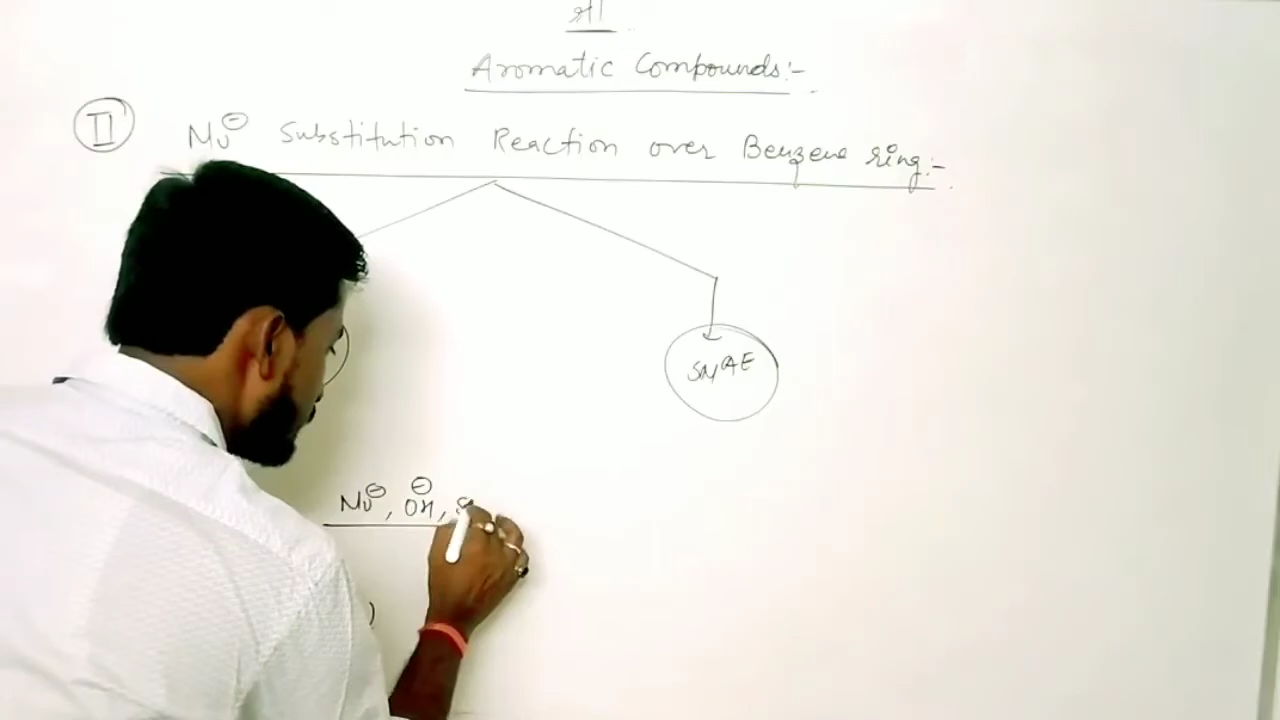 श्री
Aromatic Compounds:-
II Nu⊖ Substitution Reaction over Benzene ring:-
SNAE
Nu⊖, ⊖OH,